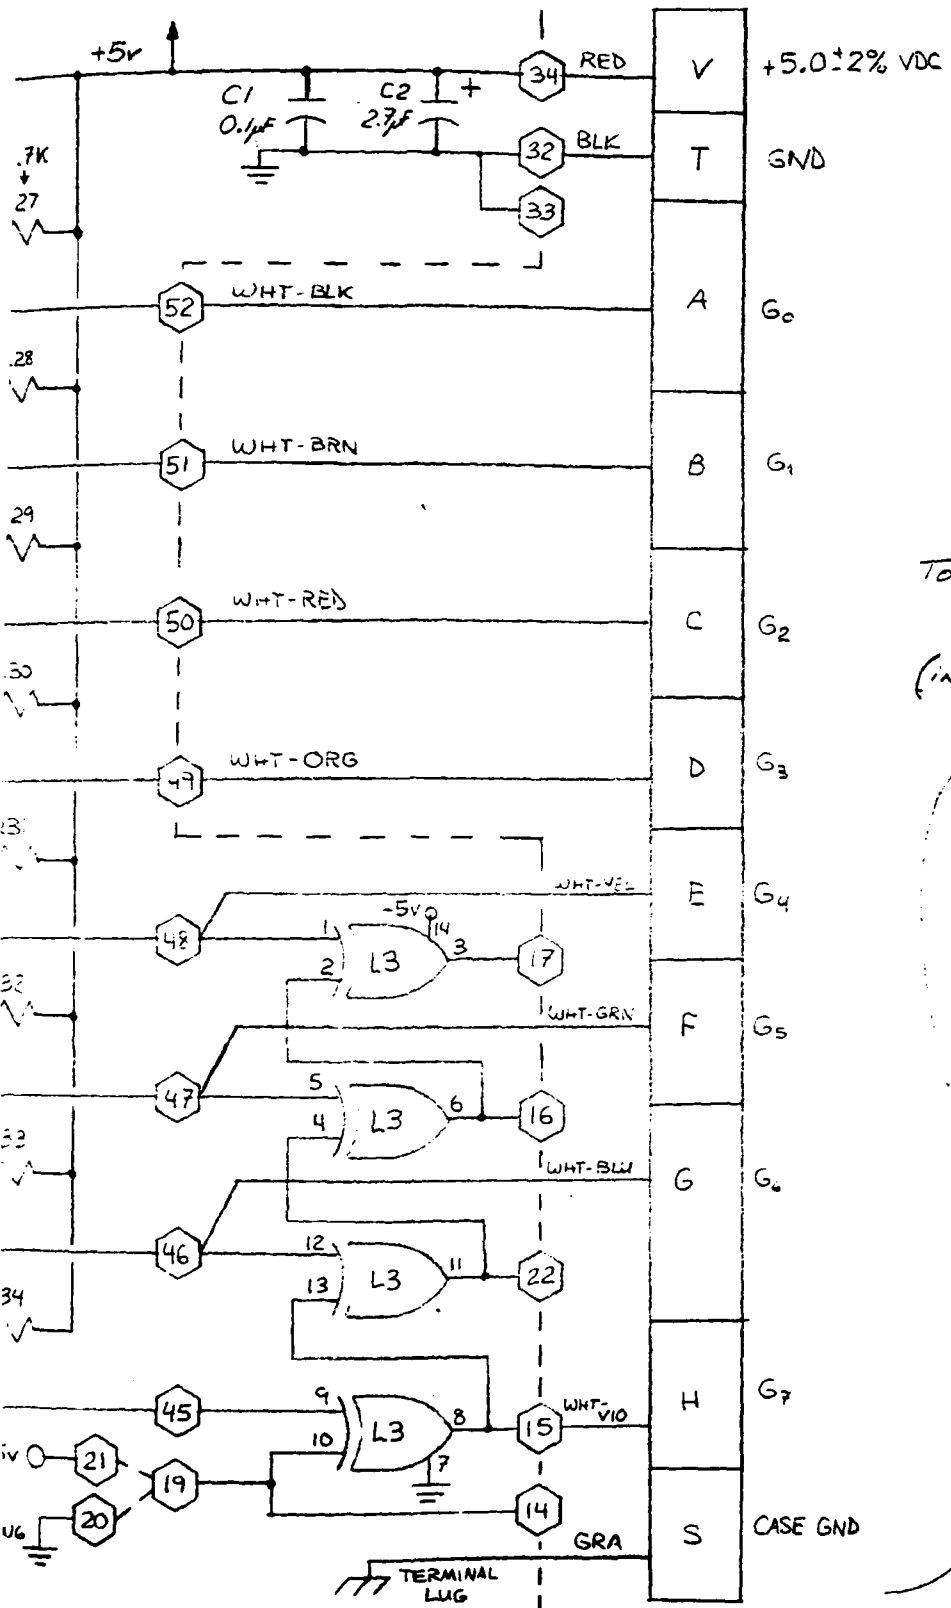 +5v
34
RED
V
+5.0±2% VDC
C1
0.1µF
C2
2.7µF
+
32
BLK
T
GND
33
.7K
27
52
WHT-BLK
A
G0
28
51
WHT-BRN
B
G1
29
50
WHT-RED
C
G2
30
49
WHT-ORG
D
G3
WHT-YEL
E
G4
48
1
2
-5v
14
L3
3
17
32
WHT-GRN
F
G5
47
5
4
L3
6
16
33
WHT-BLU
G
G6
46
12
13
L3
11
22
34
45
9
10
L3
8
7
15
WHT-VIO
H
G7
21
19
20
14
GRA
S
CASE GND
TERMINAL
LUG